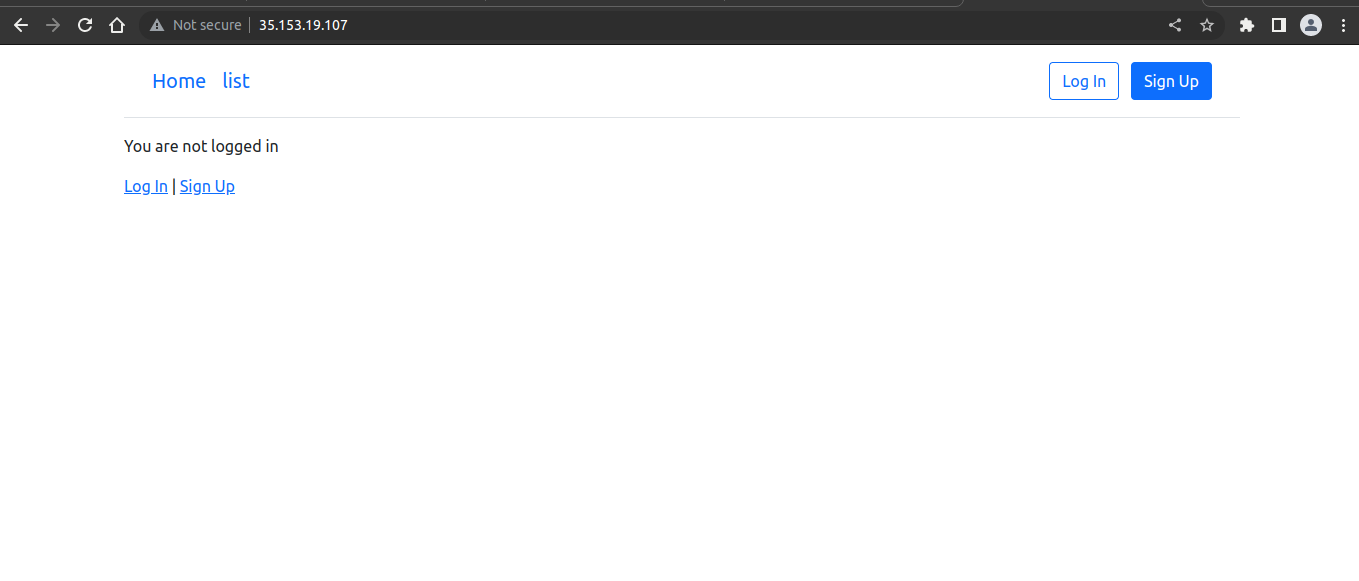 Not secure | 35.153.19.107
Home list Log In Sign Up
You are not logged in
Log In | Sign Up